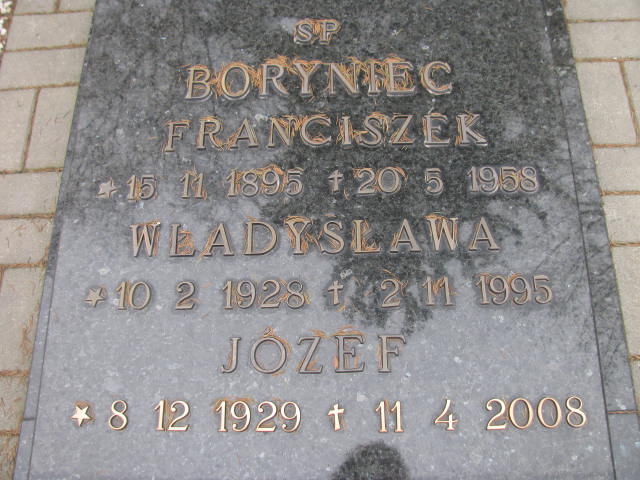 SP
BORYNIEC
FRANCISZEK
★ 15 11 1895 ✝ 20 5 1958
WŁADYSŁAWA
★ 10 2 1928 ✝ 2 11 1995
JÓZEF
★ 8 12 1929 ✝ 11 4 2008